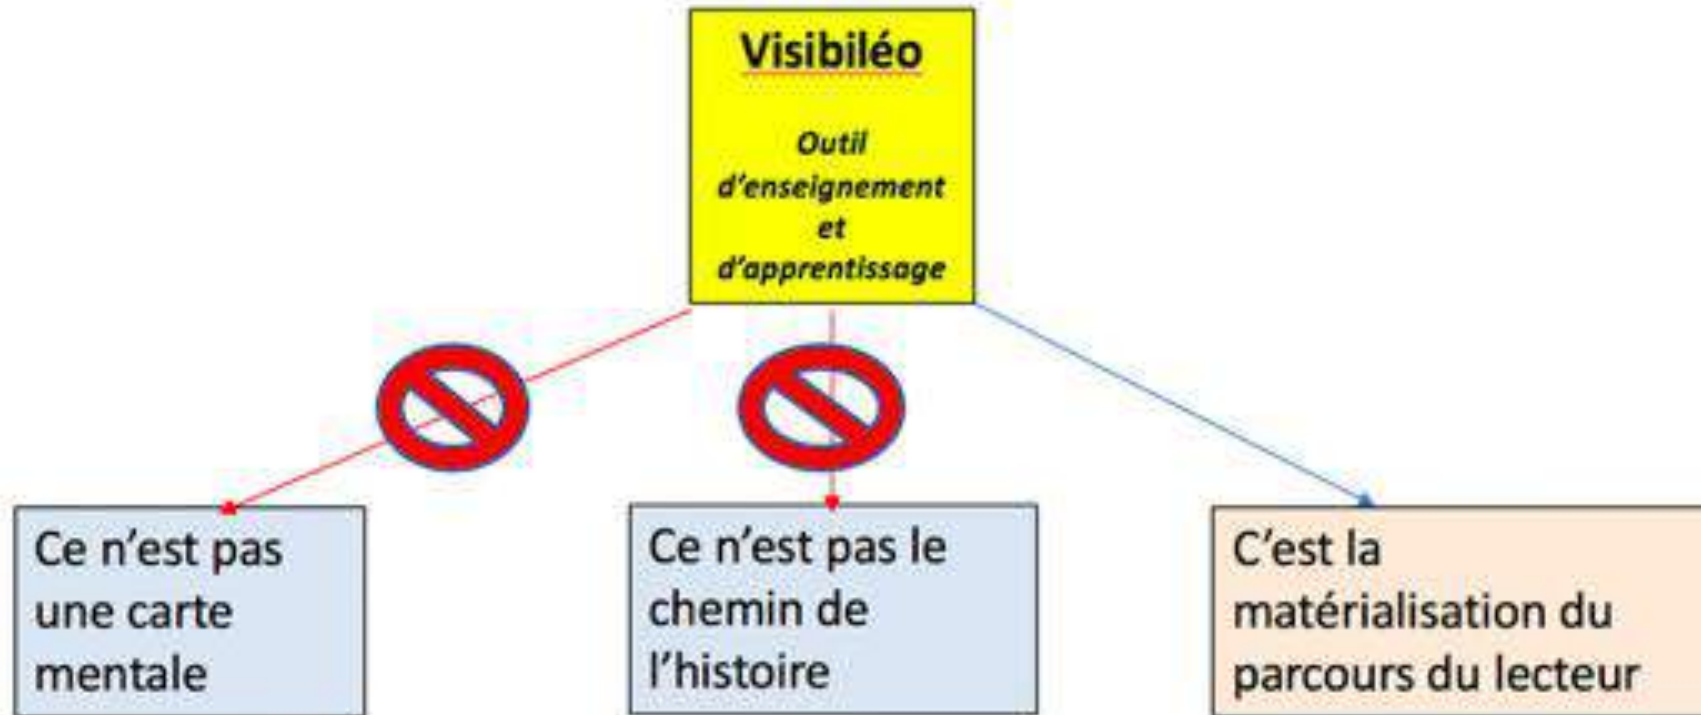 Visibiléo
Outil
d'enseignement
et
d'apprentissage
Ce n'est pas
une carte
mentale
Ce n'est pas le
chemin de
l'histoire
C'est la
matérialisation du
parcours du lecteur